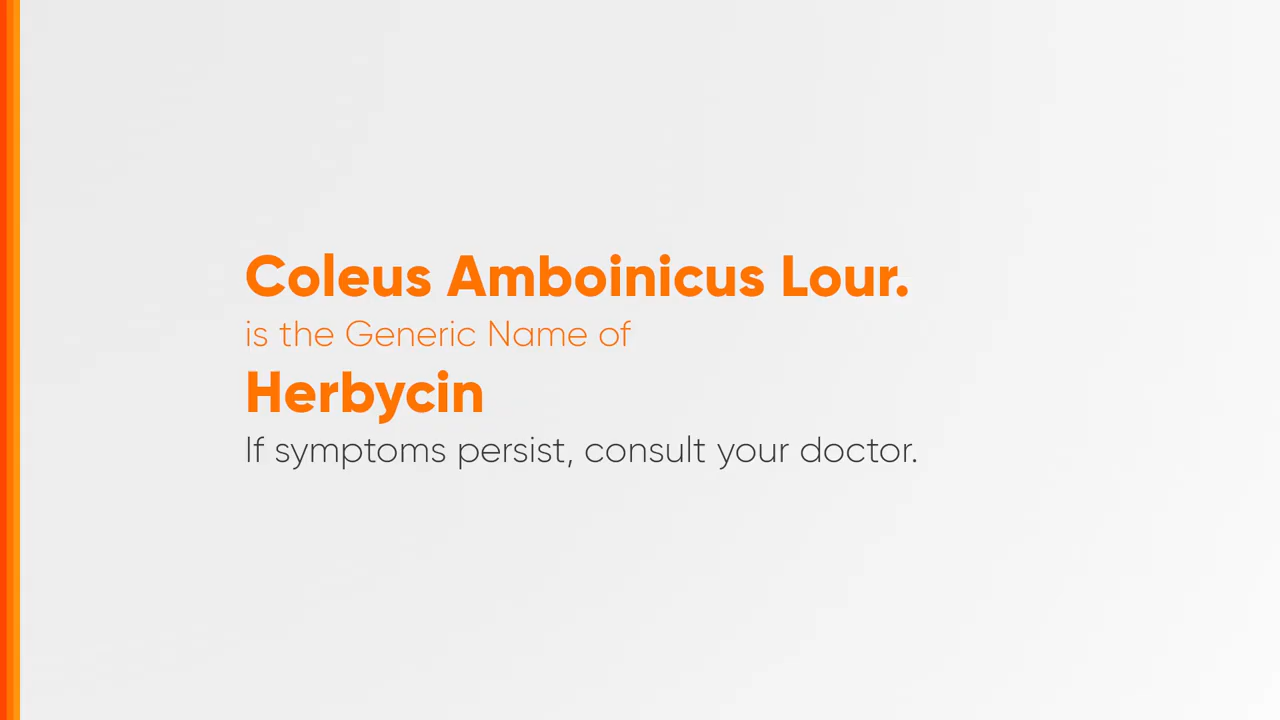 Coleus Amboinicus Lour.
is the Generic Name of
Herbycin
If symptoms persist, consult your doctor.